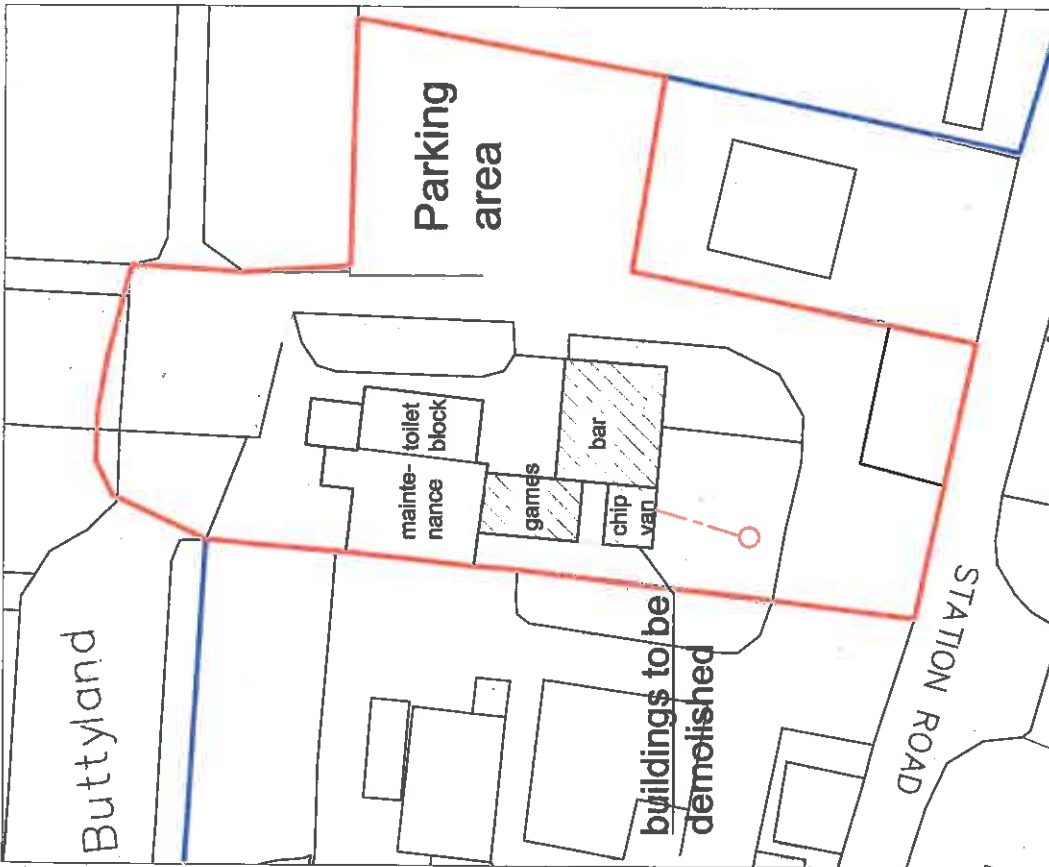 Parking
area
toilet
block
mainte-
nance
bar
games
chip
van
buildings to be
demolished
Buttyland
STATION ROAD